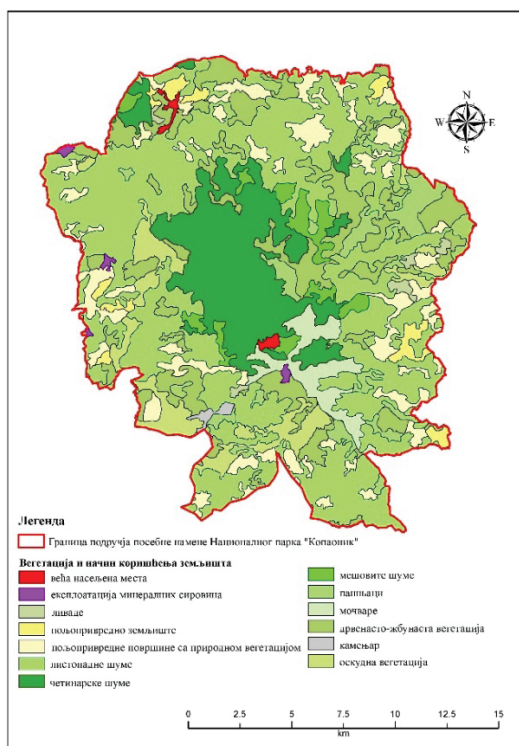 N
W E
S
Легенда
Граница подручја посебне намене Националног парка "Копаоник"
Вегетација и начин коришћења земљишта
већа насељена места
експлоатација минералних сировина
ливаде
пољопривредно земљиште
пољопривредне површине са природном вегетацијом
листопадне шуме
четинарске шуме
мешовите шуме
пашњаци
мочваре
дрвенасто-жбунаста вегетација
камењар
оскудна вегетација
0 2.5 5 7.5 10 12.5 15
km